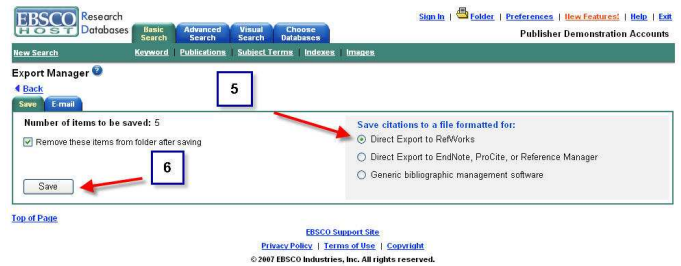 EBSCO HOST Research Databases
Sign In | Folder | Preferences | New Features! | Help | Exit
Basic Search Advanced Search Visual Search Choose Databases
Publisher Demonstration Accounts
New Search Keyword | Publications | Subject Terms | Indexes | Images
Export Manager
Back
5
Save E-mail
Number of items to be saved: 5
Save citations to a file formatted for:
Remove these items from folder after saving
Direct Export to RefWorks
Direct Export to EndNote, ProCite, or Reference Manager
6
Generic bibliographic management software
Save
Top of Page
EBSCO Support Site
Privacy Policy | Terms of Use | Copyright
© 2007 EBSCO Industries, Inc. All rights reserved.